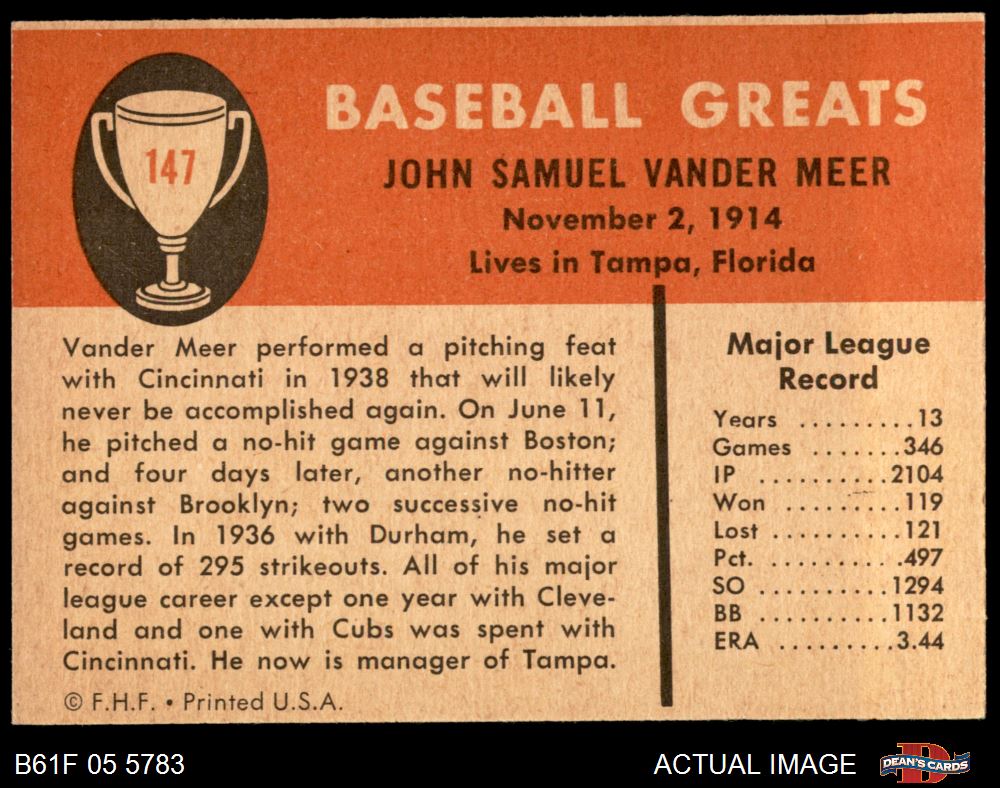 147
BASEBALL GREATS
JOHN SAMUEL VANDER MEER
November 2, 1914
Lives in Tampa, Florida
Vander Meer performed a pitching feat
with Cincinnati in 1938 that will likely
never be accomplished again. On June 11,
he pitched a no-hit game against Boston;
and four days later, another no-hitter
against Brooklyn; two successive no-hit
games. In 1936 with Durham, he set a
record of 295 strikeouts. All of his major
league career except one year with Cleve-
land and one with Cubs was spent with
Cincinnati. He now is manager of Tampa.
© F.H.F. • Printed U.S.A.
Major League
Record
Years ..........13
Games .......346
IP ..........2104
Won .........119
Lost ..........121
Pct. ..........497
SO ..........1294
BB ..........1132
ERA .........3.44
B61F 05 5783
ACTUAL IMAGE
D
DEAN'S CARDS